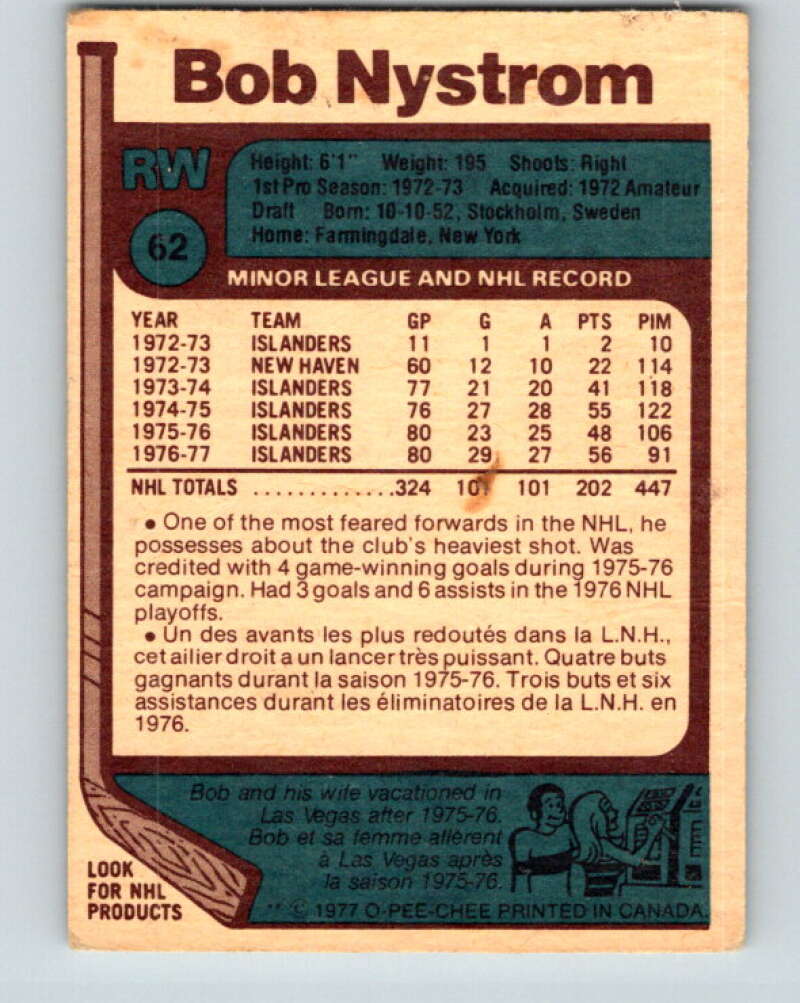 Bob Nystrom
RW
62
Height: 6'1" Weight: 195 Shoots: Right
1st Pro Season: 1972-73 Acquired: 1972 Amateur
Draft Born: 10-10-52, Stockholm, Sweden
Home: Farmingdale, New York
MINOR LEAGUE AND NHL RECORD
YEAR TEAM GP G A PTS PIM
1972-73 ISLANDERS 11 1 1 2 10
1972-73 NEW HAVEN 60 12 10 22 114
1973-74 ISLANDERS 77 21 20 41 118
1974-75 ISLANDERS 76 27 28 55 122
1975-76 ISLANDERS 80 23 25 48 106
1976-77 ISLANDERS 80 29 27 56 91
NHL TOTALS .............324 101 101 202 447
• One of the most feared forwards in the NHL, he
possesses about the club's heaviest shot. Was
credited with 4 game-winning goals during 1975-76
campaign. Had 3 goals and 6 assists in the 1976 NHL
playoffs.
• Un des avants les plus redoutés dans la L.N.H.,
cet ailier droit a un lancer très puissant. Quatre buts
gagnants durant la saison 1975-76. Trois buts et six
assistances durant les éliminatoires de la L.N.H. en
1976.
Bob and his wife vacationed in
Las Vegas after 1975-76.
Bob et sa femme allèrent
à Las Vegas après
la saison 1975-76.
LOOK
FOR NHL
PRODUCTS
** © 1977 O-PEE-CHEE PRINTED IN CANADA.